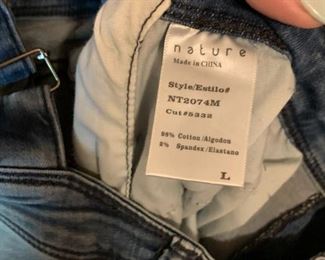 nature
Made in CHINA
Style/Estilo#
NT2074M
Cut#5332
98% Cotton/Algodon
2% Spandex/Elastano
L